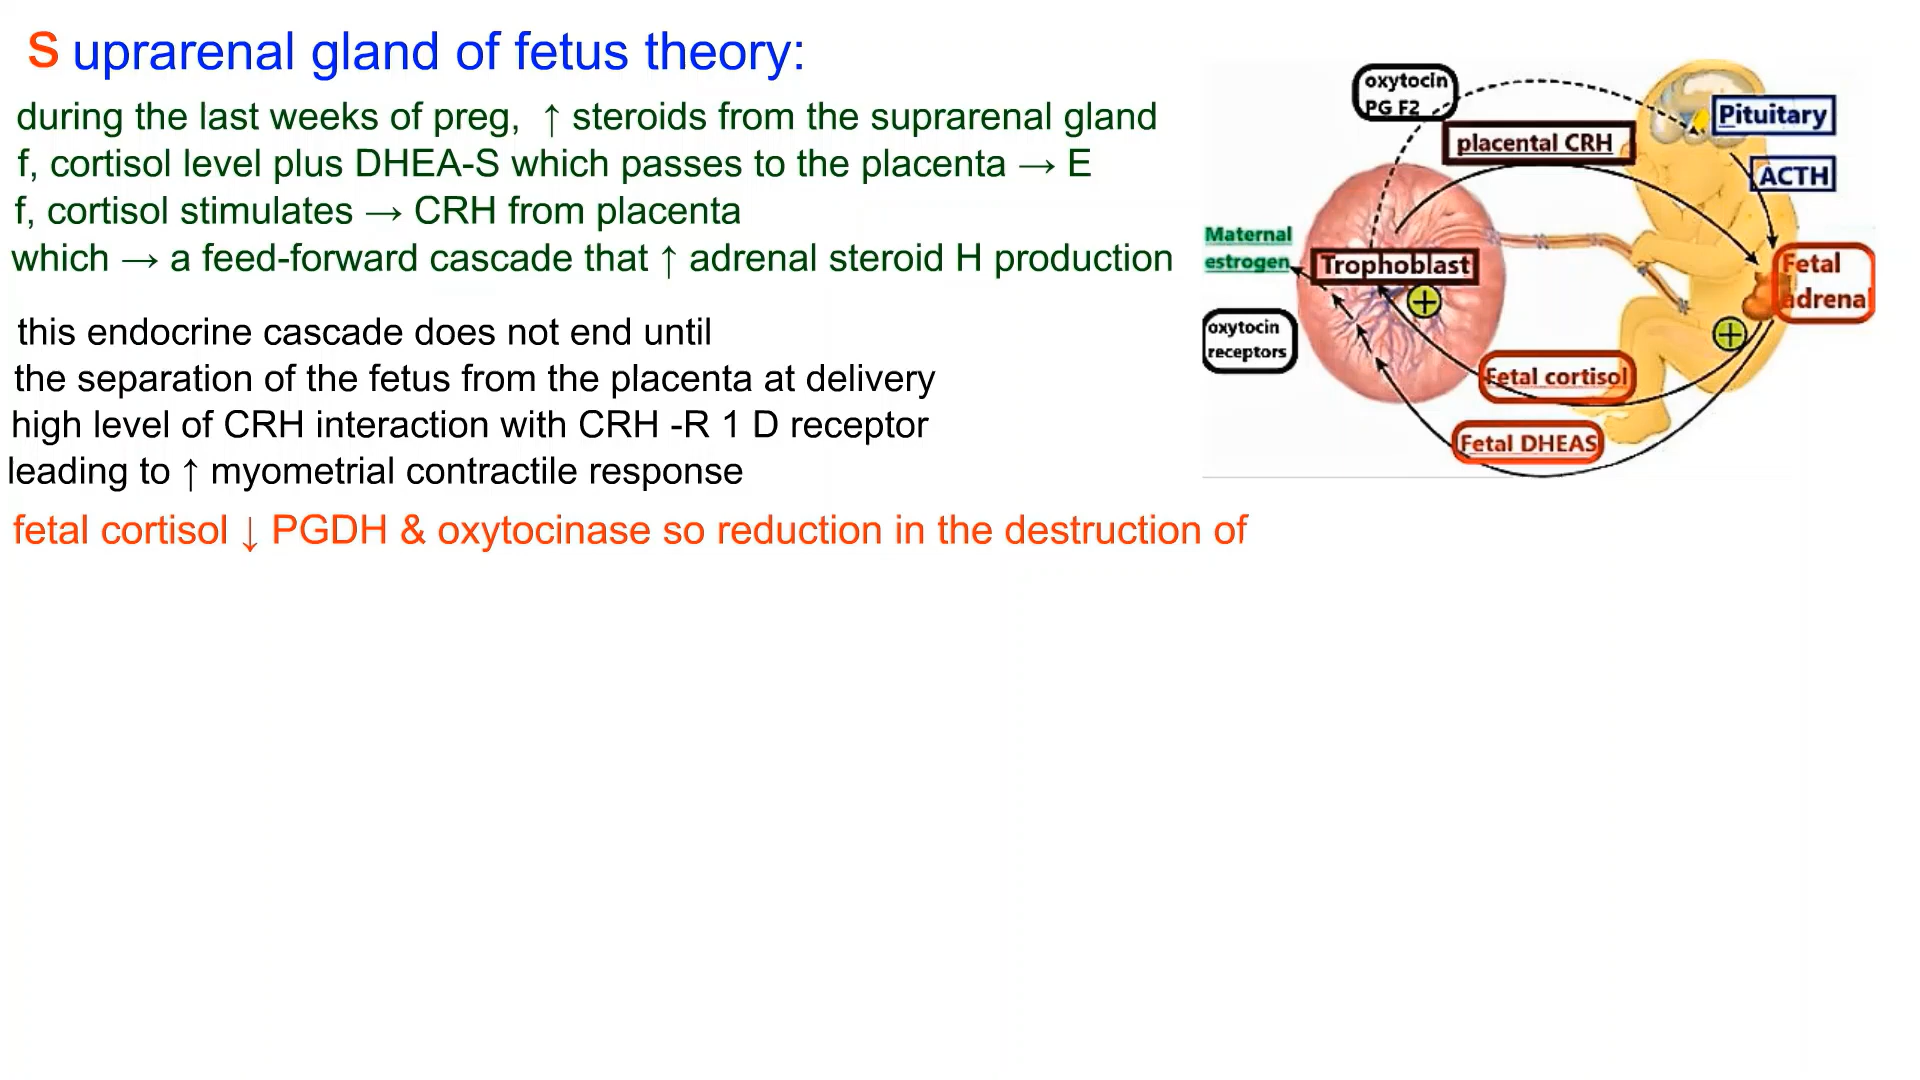 S uprarenal gland of fetus theory:
during the last weeks of preg, ↑ steroids from the suprarenal gland
f, cortisol level plus DHEA-S which passes to the placenta → E
f, cortisol stimulates → CRH from placenta
which → a feed-forward cascade that ↑ adrenal steroid H production
this endocrine cascade does not end until
the separation of the fetus from the placenta at delivery
high level of CRH interaction with CRH -R 1 D receptor
leading to ↑ myometrial contractile response
fetal cortisol ↓ PGDH & oxytocinase so reduction in the destruction of
oxytocin
PG F2
Pituitary
placental CRH
ACTH
Maternal
estrogen
Trophoblast
Fetal
adrenal
oxytocin
receptors
Fetal cortisol
Fetal DHEAS